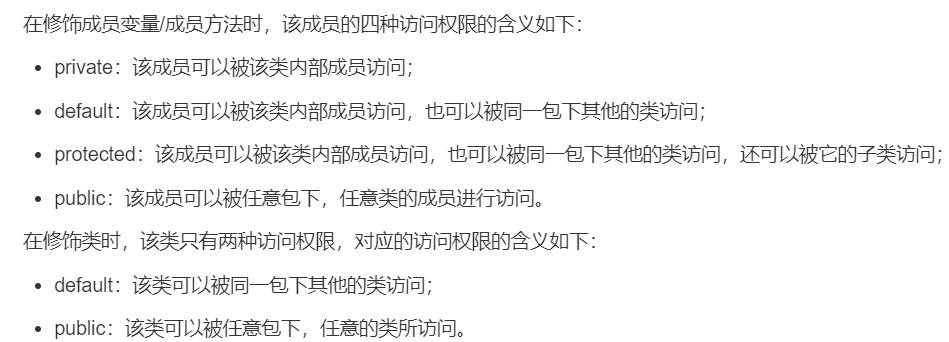 在修饰成员变量/成员方法时，该成员的四种访问权限的含义如下：
• private：该成员可以被该类内部成员访问；
• default：该成员可以被该类内部成员访问，也可以被同一包下其他的类访问；
• protected：该成员可以被该类内部成员访问，也可以被同一包下其他的类访问，还可以被它的子类访问；
• public：该成员可以被任意包下，任意类的成员进行访问。
在修饰类时，该类只有两种访问权限，对应的访问权限的含义如下：
• default：该类可以被同一包下其他的类访问；
• public：该类可以被任意包下，任意的类所访问。